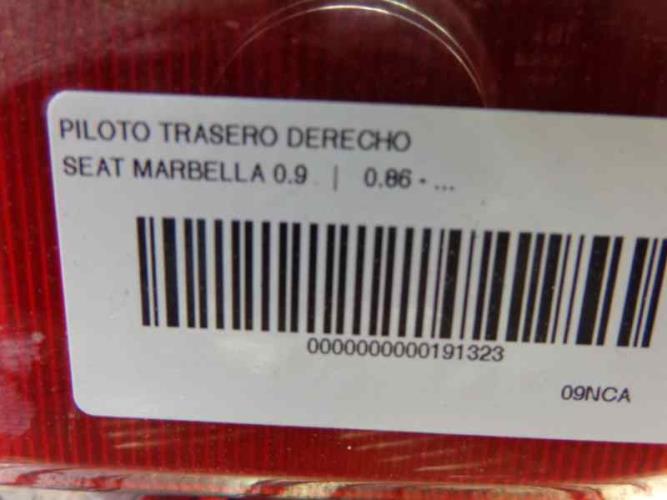 PILOTO TRASERO DERECHO
SEAT MARBELLA 0.9 | 0.86 - ...
0000000000191323
09NCA